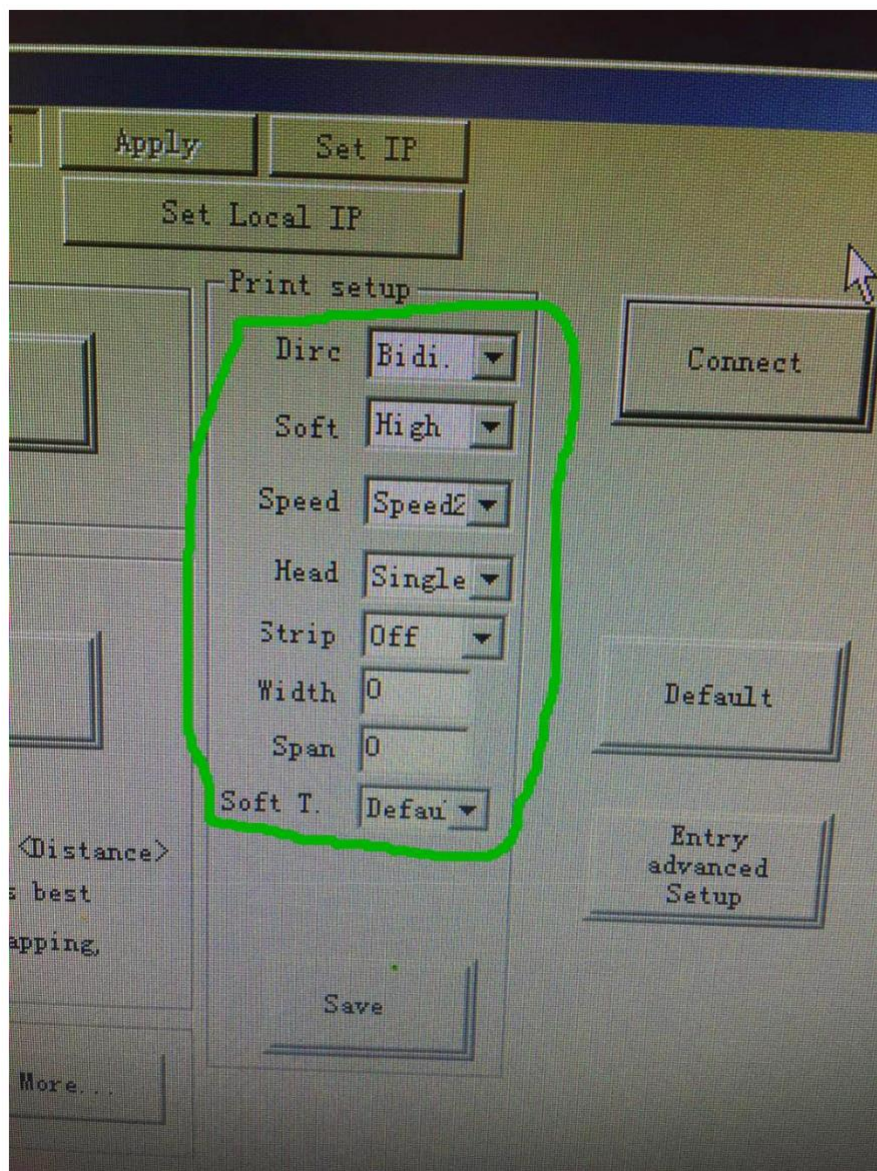 Apply
Set IP
Set Local IP
Print setup
Dirc Bidi.
Soft High
Speed Speed2
Head Single
Strip Off
Width 0
Span 0
Soft T. Defau
Save
Connect
Default
Entry
advanced
Setup
<Distance>
best
apping,
More...